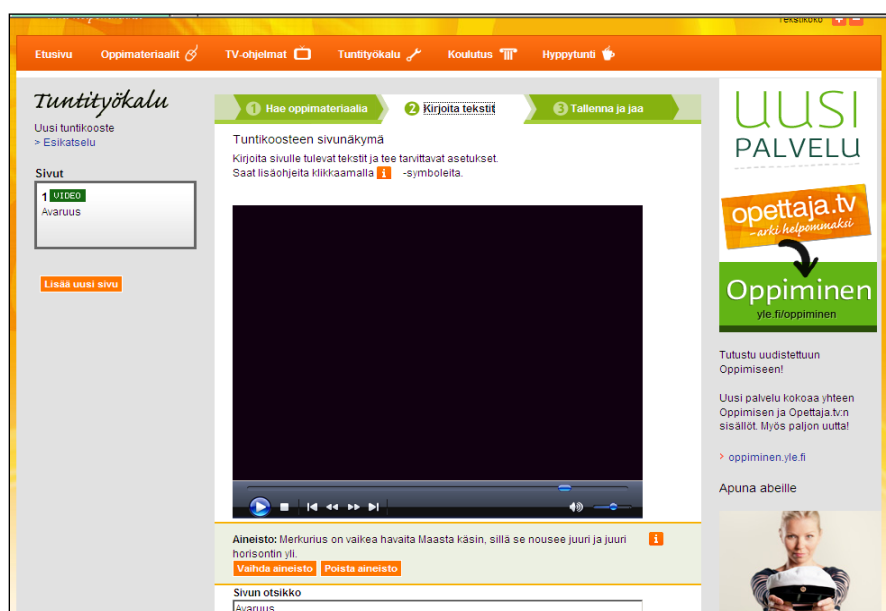 Tekstikoko + -
Etusivu
Oppimateriaalit
TV-ohjelmat
Tuntityökalu
Koulutus
Hyppytunti
Tuntityökalu
Uusi tuntikooste
> Esikatselu
Sivut
1 VIDEO
Avaruus
Lisää uusi sivu
1 Hae oppimateriaalia
2 Kirjoita tekstit
3 Tallenna ja jaa
Tuntikoosteen sivunäkymä
Kirjoita sivulle tulevat tekstit ja tee tarvittavat asetukset.
Saat lisäohjeita klikkaamalla i -symboleita.
Aineisto: Merkurius on vaikea havaita Maasta käsin, sillä se nousee juuri ja juuri
horisontin yli.
i
Vaihda aineisto
Poista aineisto
Sivun otsikko
Avaruus
UUSI
PALVELU
opettaja.tv
-arki helpommaksi
Oppiminen
yle.fi/oppiminen
Tutustu uudistettuun
Oppimiseen!
Uusi palvelu kokoaa yhteen
Oppimisen ja Opettaja.tv:n
sisällöt. Myös paljon uutta!
> oppiminen.yle.fi
Apuna abeille